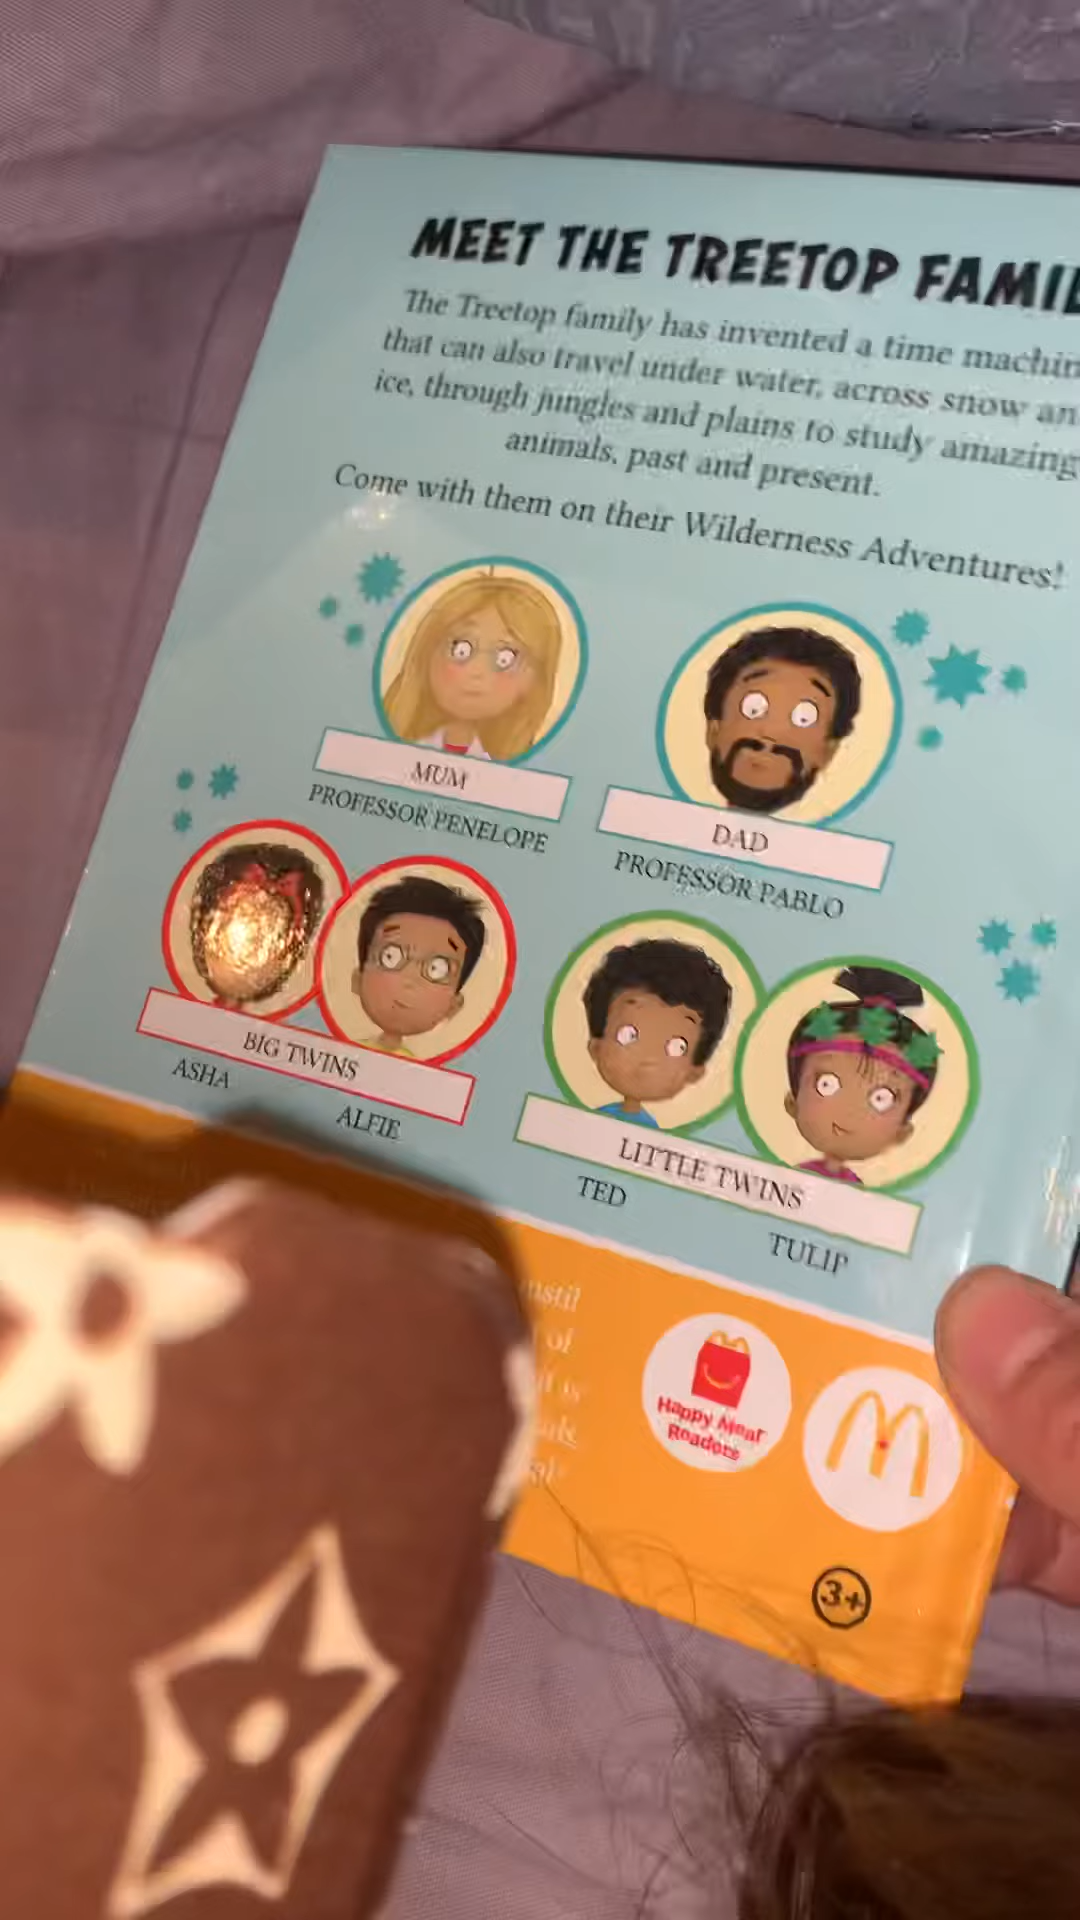 MEET THE TREETOP FAMIL
The Treetop family has invented a time machin
that can also travel under water, across snow an
ice, through jungles and plains to study amazing
animals, past and present.
Come with them on their Wilderness Adventures!
MUM
PROFESSOR PENELOPE
DAD
PROFESSOR PABLO
BIG TWINS
ASHA
ALFIE
LITTLE TWINS
TED
TULIP
of
Happy Meal
Readers
3+